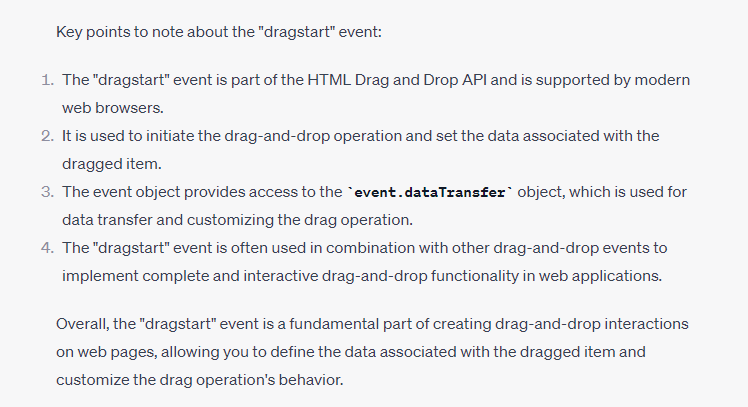 Key points to note about the "dragstart" event:
1. The "dragstart" event is part of the HTML Drag and Drop API and is supported by modern
web browsers.
2. It is used to initiate the drag-and-drop operation and set the data associated with the
dragged item.
3. The event object provides access to the `event.dataTransfer` object, which is used for
data transfer and customizing the drag operation.
4. The "dragstart" event is often used in combination with other drag-and-drop events to
implement complete and interactive drag-and-drop functionality in web applications.
Overall, the "dragstart" event is a fundamental part of creating drag-and-drop interactions
on web pages, allowing you to define the data associated with the dragged item and
customize the drag operation's behavior.